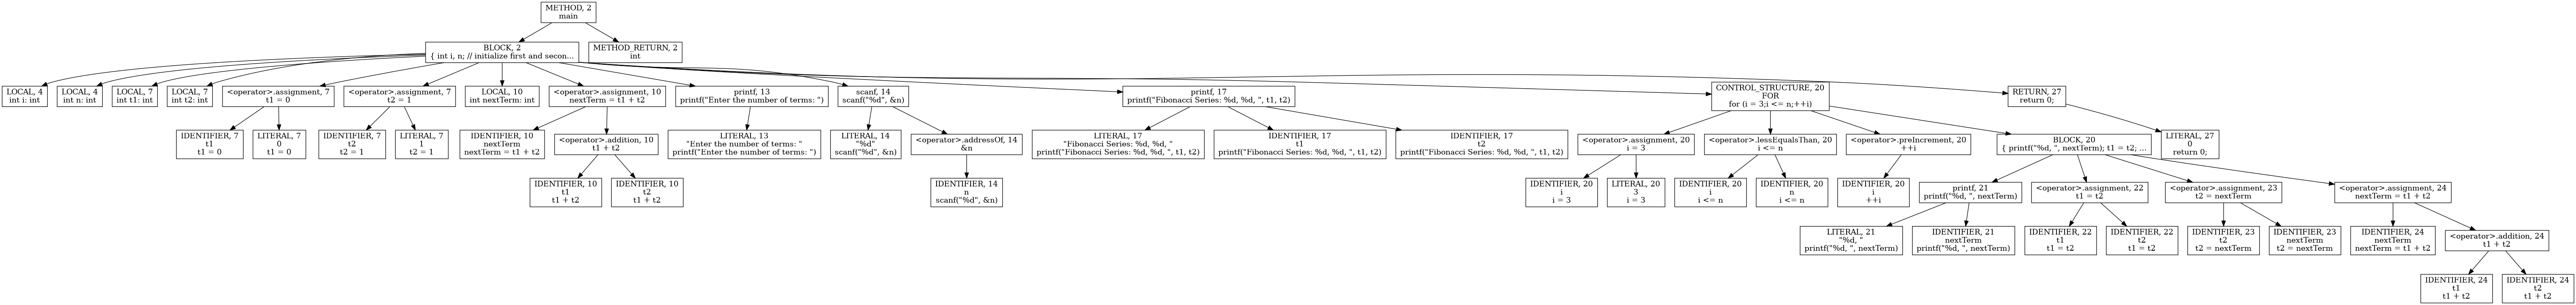 METHOD, 2
main
BLOCK, 2
{ int i, n; // initialize first and secon...
METHOD_RETURN, 2
int
LOCAL, 4
int i: int
LOCAL, 4
int n: int
LOCAL, 7
int t1: int
LOCAL, 7
int t2: int
<operator>.assignment, 7
t1 = 0
<operator>.assignment, 7
t2 = 1
LOCAL, 10
int nextTerm: int
<operator>.assignment, 10
nextTerm = t1 + t2
printf, 13
printf("Enter the number of terms: ")
scanf, 14
scanf("%d", &n)
printf, 17
printf("Fibonacci Series: %d, %d, ", t1, t2)
CONTROL_STRUCTURE, 20
FOR
for (i = 3;i <= n;++i)
RETURN, 27
return 0;
IDENTIFIER, 7
t1
t1 = 0
LITERAL, 7
0
t1 = 0
IDENTIFIER, 7
t2
t2 = 1
LITERAL, 7
1
t2 = 1
IDENTIFIER, 10
nextTerm
nextTerm = t1 + t2
<operator>.addition, 10
t1 + t2
LITERAL, 13
"Enter the number of terms: "
printf("Enter the number of terms: ")
LITERAL, 14
"%d"
scanf("%d", &n)
<operator>.addressOf, 14
&n
LITERAL, 17
"Fibonacci Series: %d, %d, "
printf("Fibonacci Series: %d, %d, ", t1, t2)
IDENTIFIER, 17
t1
printf("Fibonacci Series: %d, %d, ", t1, t2)
IDENTIFIER, 17
t2
printf("Fibonacci Series: %d, %d, ", t1, t2)
<operator>.assignment, 20
i = 3
<operator>.lessEqualsThan, 20
i <= n
<operator>.preIncrement, 20
++i
BLOCK, 20
{ printf("%d, ", nextTerm); t1 = t2; ...
LITERAL, 27
0
return 0;
IDENTIFIER, 10
t1
t1 + t2
IDENTIFIER, 10
t2
t1 + t2
IDENTIFIER, 14
n
scanf("%d", &n)
IDENTIFIER, 20
i
i = 3
LITERAL, 20
3
i = 3
IDENTIFIER, 20
i
i <= n
IDENTIFIER, 20
n
i <= n
IDENTIFIER, 20
i
++i
printf, 21
printf("%d, ", nextTerm)
<operator>.assignment, 22
t1 = t2
<operator>.assignment, 23
t2 = nextTerm
<operator>.assignment, 24
nextTerm = t1 + t2
LITERAL, 21
"%d, "
printf("%d, ", nextTerm)
IDENTIFIER, 21
nextTerm
printf("%d, ", nextTerm)
IDENTIFIER, 22
t1
t1 = t2
IDENTIFIER, 22
t2
t1 = t2
IDENTIFIER, 23
t2
t2 = nextTerm
IDENTIFIER, 23
nextTerm
t2 = nextTerm
IDENTIFIER, 24
nextTerm
nextTerm = t1 + t2
<operator>.addition, 24
t1 + t2
IDENTIFIER, 24
t1
t1 + t2
IDENTIFIER, 24
t2
t1 + t2